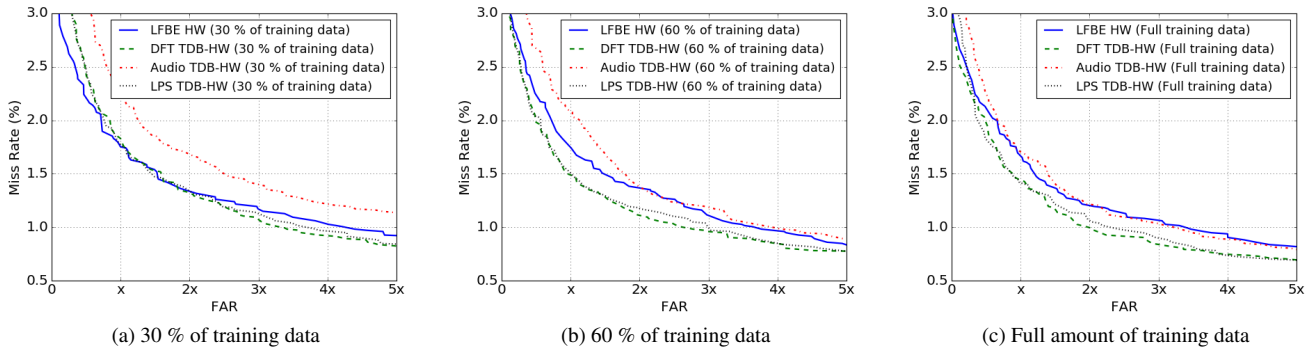 3.0
2.5
2.0
1.5
1.0
0.5
Miss Rate (%)
LFBE HW (30 % of training data)
DFT TDB-HW (30 % of training data)
Audio TDB-HW (30 % of training data)
LPS TDB-HW (30 % of training data)
0 x 2x 3x 4x 5x
FAR
(a) 30 % of training data
3.0
2.5
2.0
1.5
1.0
0.5
Miss Rate (%)
LFBE HW (60 % of training data)
DFT TDB-HW (60 % of training data)
Audio TDB-HW (60 % of training data)
LPS TDB-HW (60 % of training data)
0 x 2x 3x 4x 5x
FAR
(b) 60 % of training data
3.0
2.5
2.0
1.5
1.0
0.5
Miss Rate (%)
LFBE HW (Full training data)
DFT TDB-HW (Full training data)
Audio TDB-HW (Full training data)
LPS TDB-HW (Full training data)
0 1x 2x 3x 4x 5x
FAR
(c) Full amount of training data